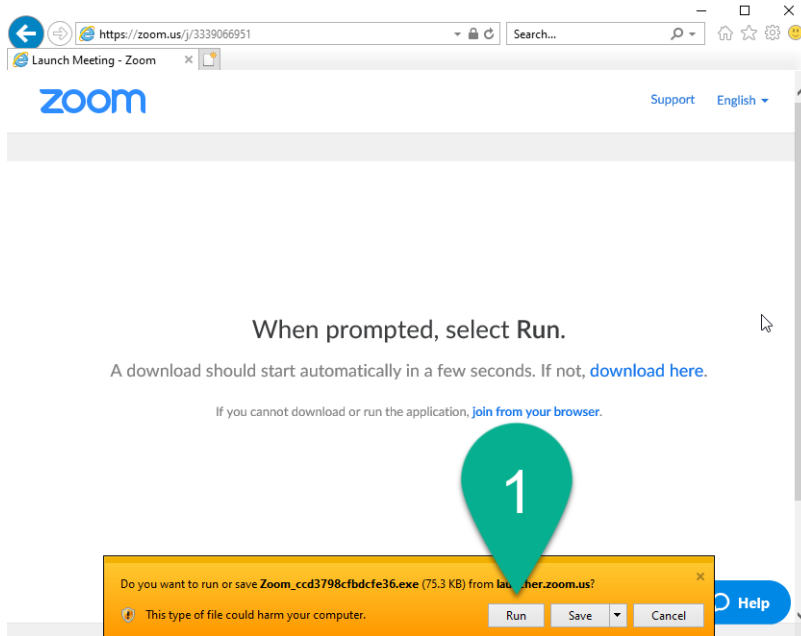 https://zoom.us/j/3339066951
Search...
Launch Meeting - Zoom
zoom
Support
English
When prompted, select Run.
A download should start automatically in a few seconds. If not, download here.
If you cannot download or run the application, join from your browser.
1
Do you want to run or save Zoom_ccd3798cfbdcfe36.exe (75.3 KB) from her.zoom.us?
This type of file could harm your computer.
Run
Save
Cancel
Help